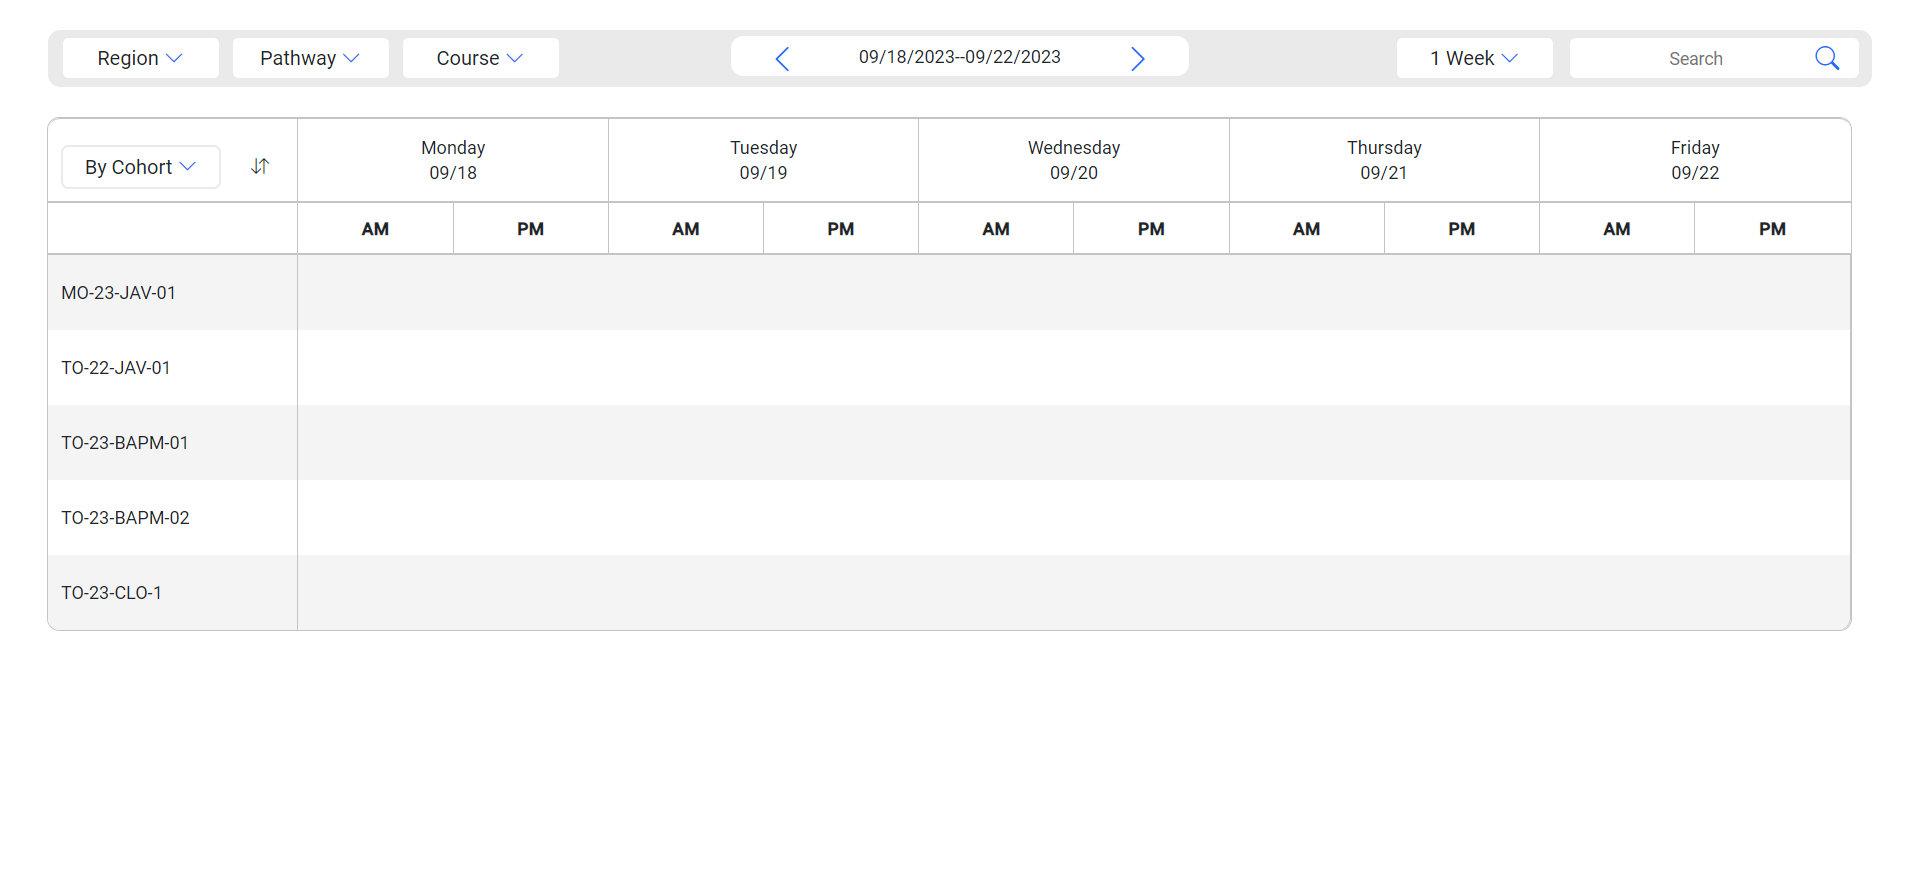 Region Pathway Course 09/18/2023--09/22/2023 1 Week Search
By Cohort
Monday Tuesday Wednesday Thursday Friday
09/18 09/19 09/20 09/21 09/22
AM PM AM PM AM PM AM PM AM PM
MO-23-JAV-01
TO-22-JAV-01
TO-23-BAPM-01
TO-23-BAPM-02
TO-23-CLO-1